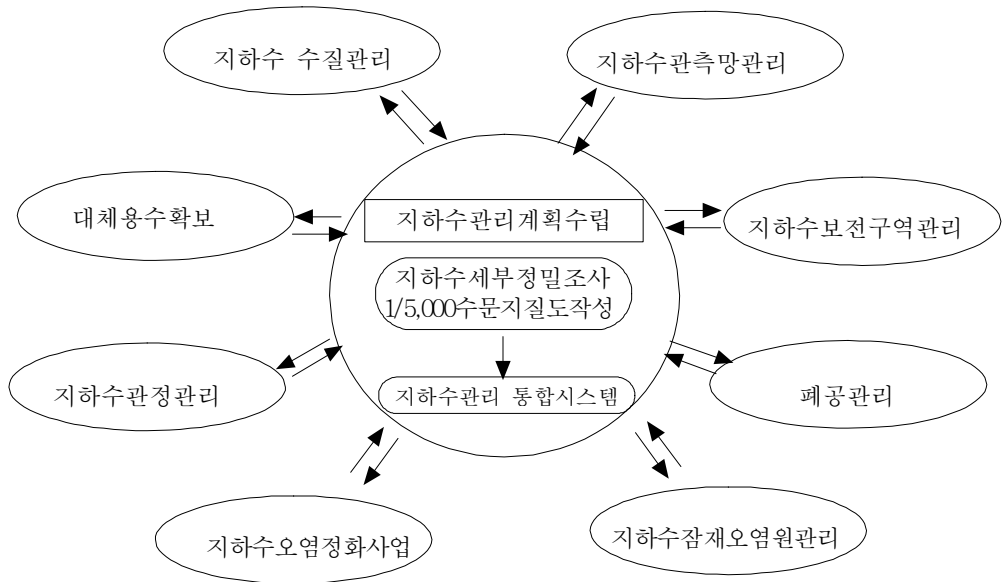 지하수 수질관리
지하수관측망관리
대체용수확보
지하수관리계획수립
지하수보전구역관리
지하수세부정밀조사
1/5,000수문지질도작성
지하수관정관리
지하수관리 통합시스템
폐공관리
지하수오염정화사업
지하수잠재오염원관리